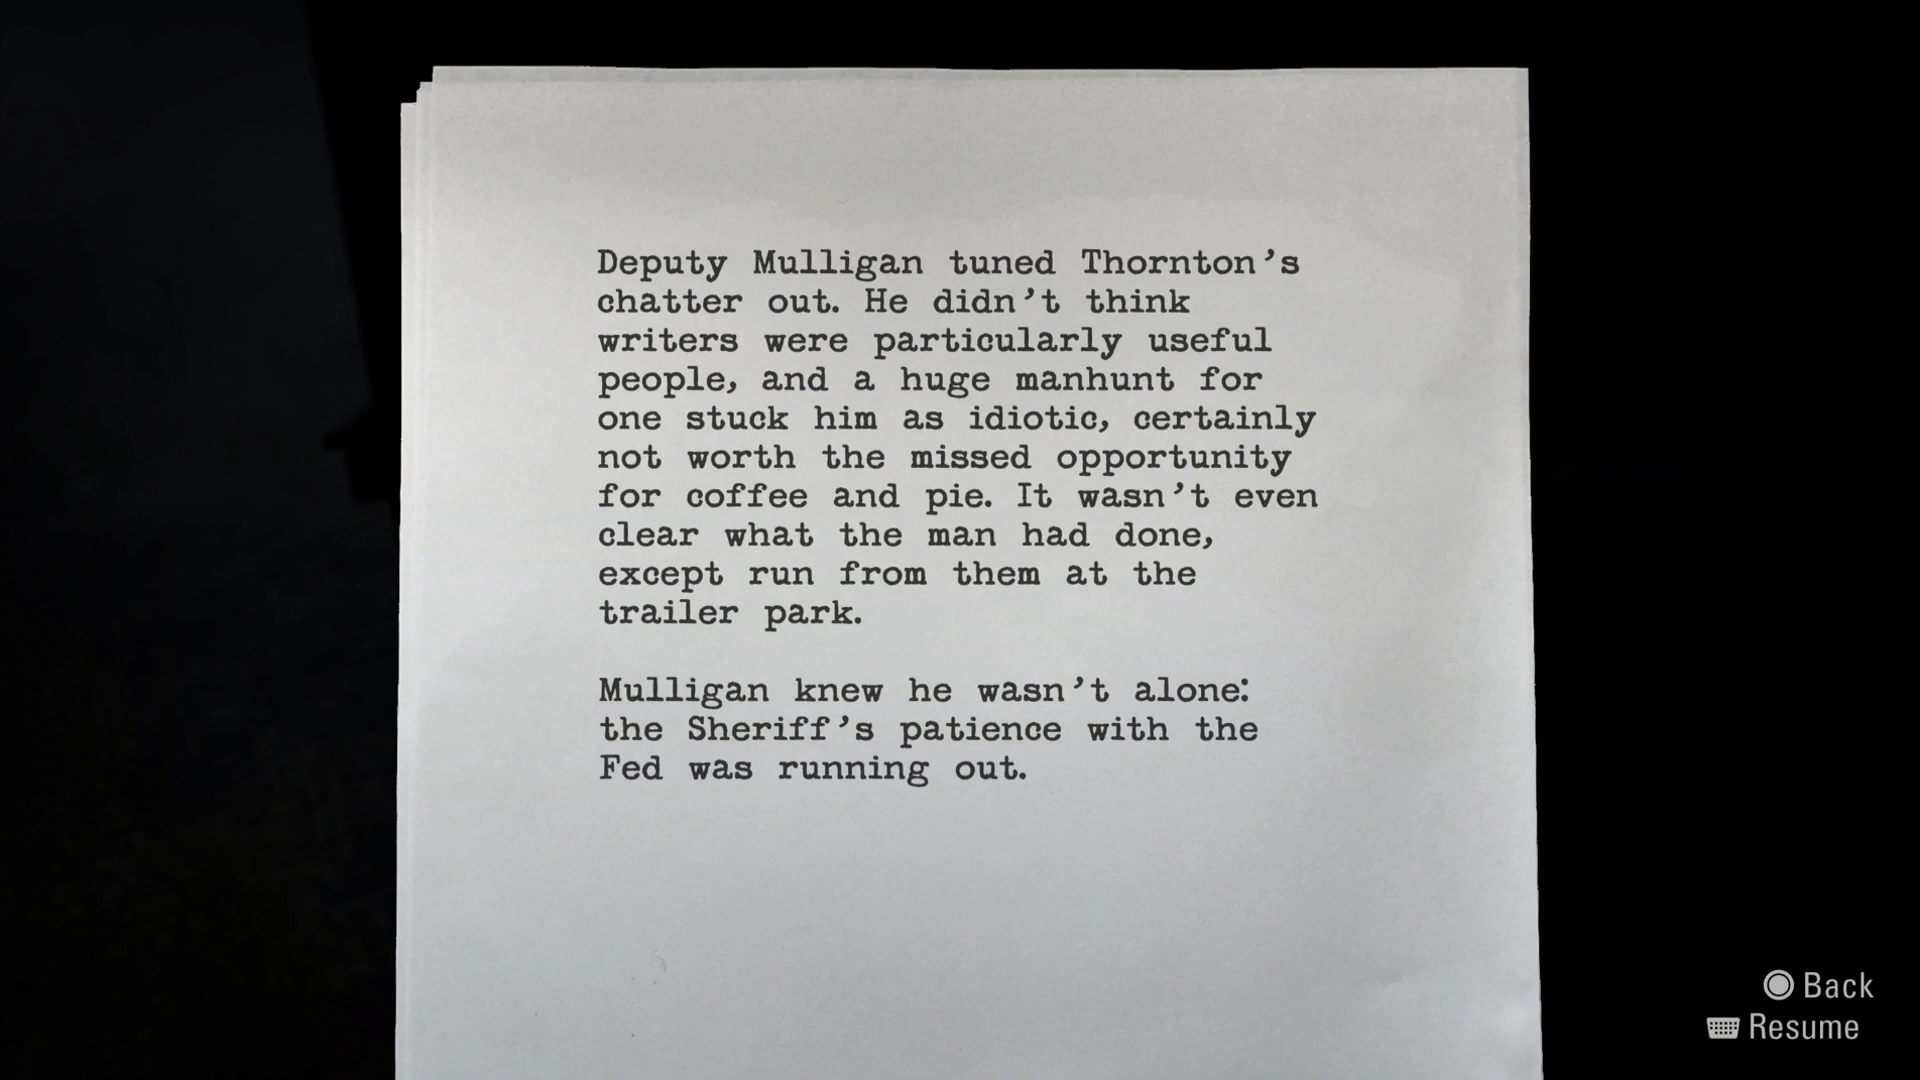 Deputy Mulligan tuned Thornton’s
chatter out. He didn’t think
writers were particularly useful
people, and a huge manhunt for
one stuck him as idiotic, certainly
not worth the missed opportunity
for coffee and pie. It wasn’t even
clear what the man had done,
except run from them at the
trailer park.

Mulligan knew he wasn’t alone:
the Sheriff’s patience with the
Fed was running out.

Back
Resume